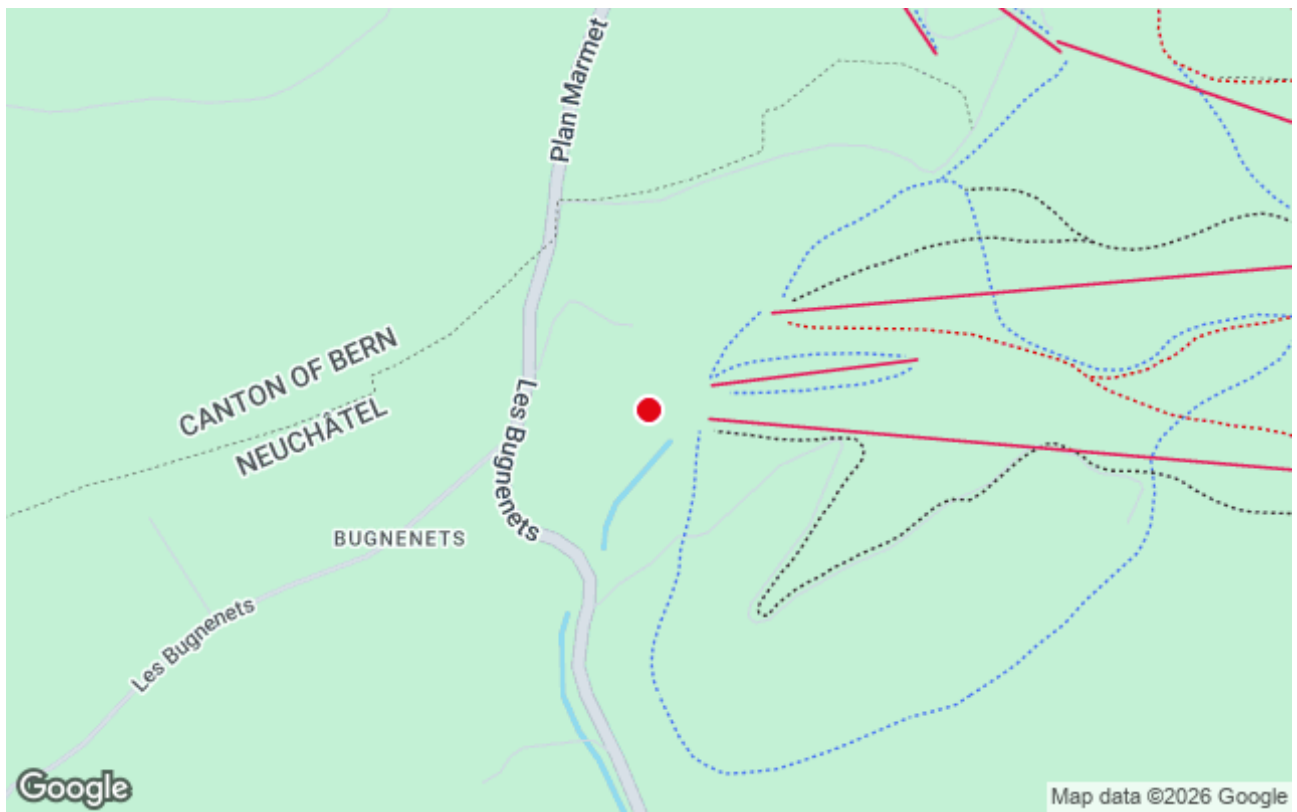 Plan Marmet
CANTON OF BERN
NEUCHÂTEL
Les Bugnenets
BUGNENETS
Les Bugnenets
Google
Map data ©2026 Google